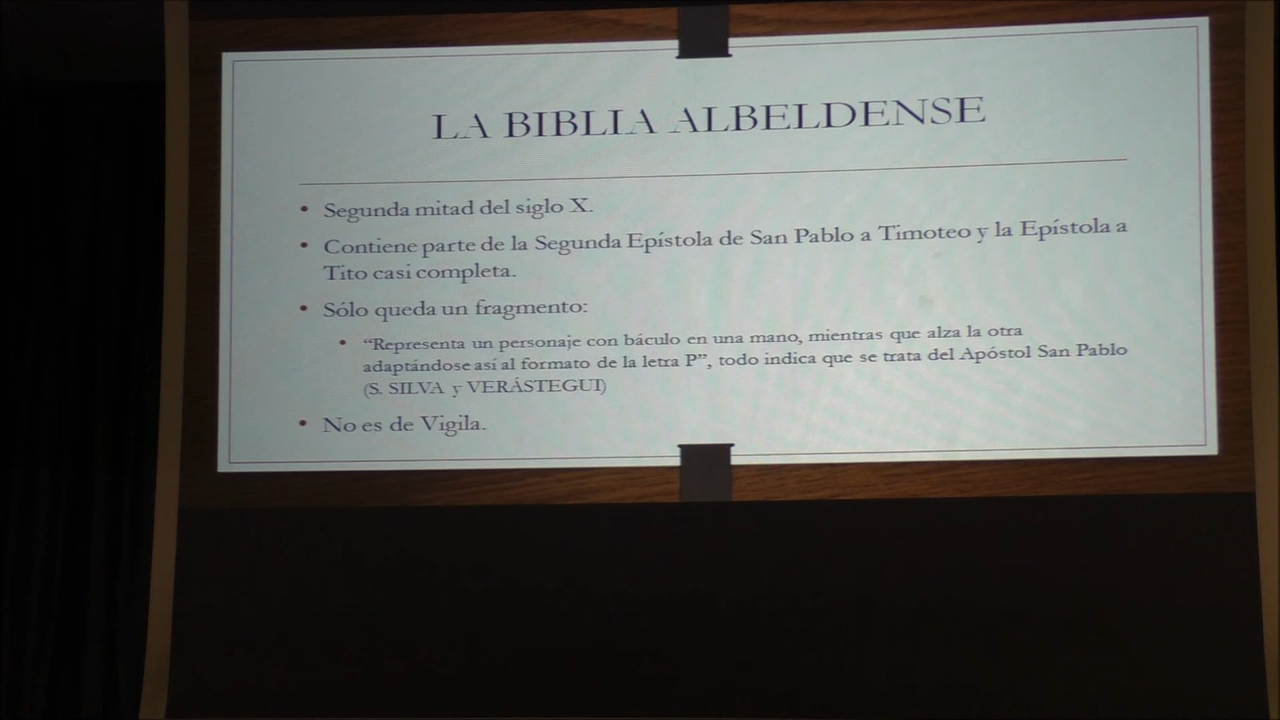 LA BIBLIA ALBELDENSE
• Segunda mitad del siglo X.
• Contiene parte de la Segunda Epístola de San Pablo a Timoteo y la Epístola a
Tito casi completa.
• Sólo queda un fragmento:
• “Representa un personaje con báculo en una mano, mientras que alza la otra
adaptándose así al formato de la letra P”, todo indica que se trata del Apóstol San Pablo
(S. SILVA y VERÁSTEGUI)
• No es de Vigila.